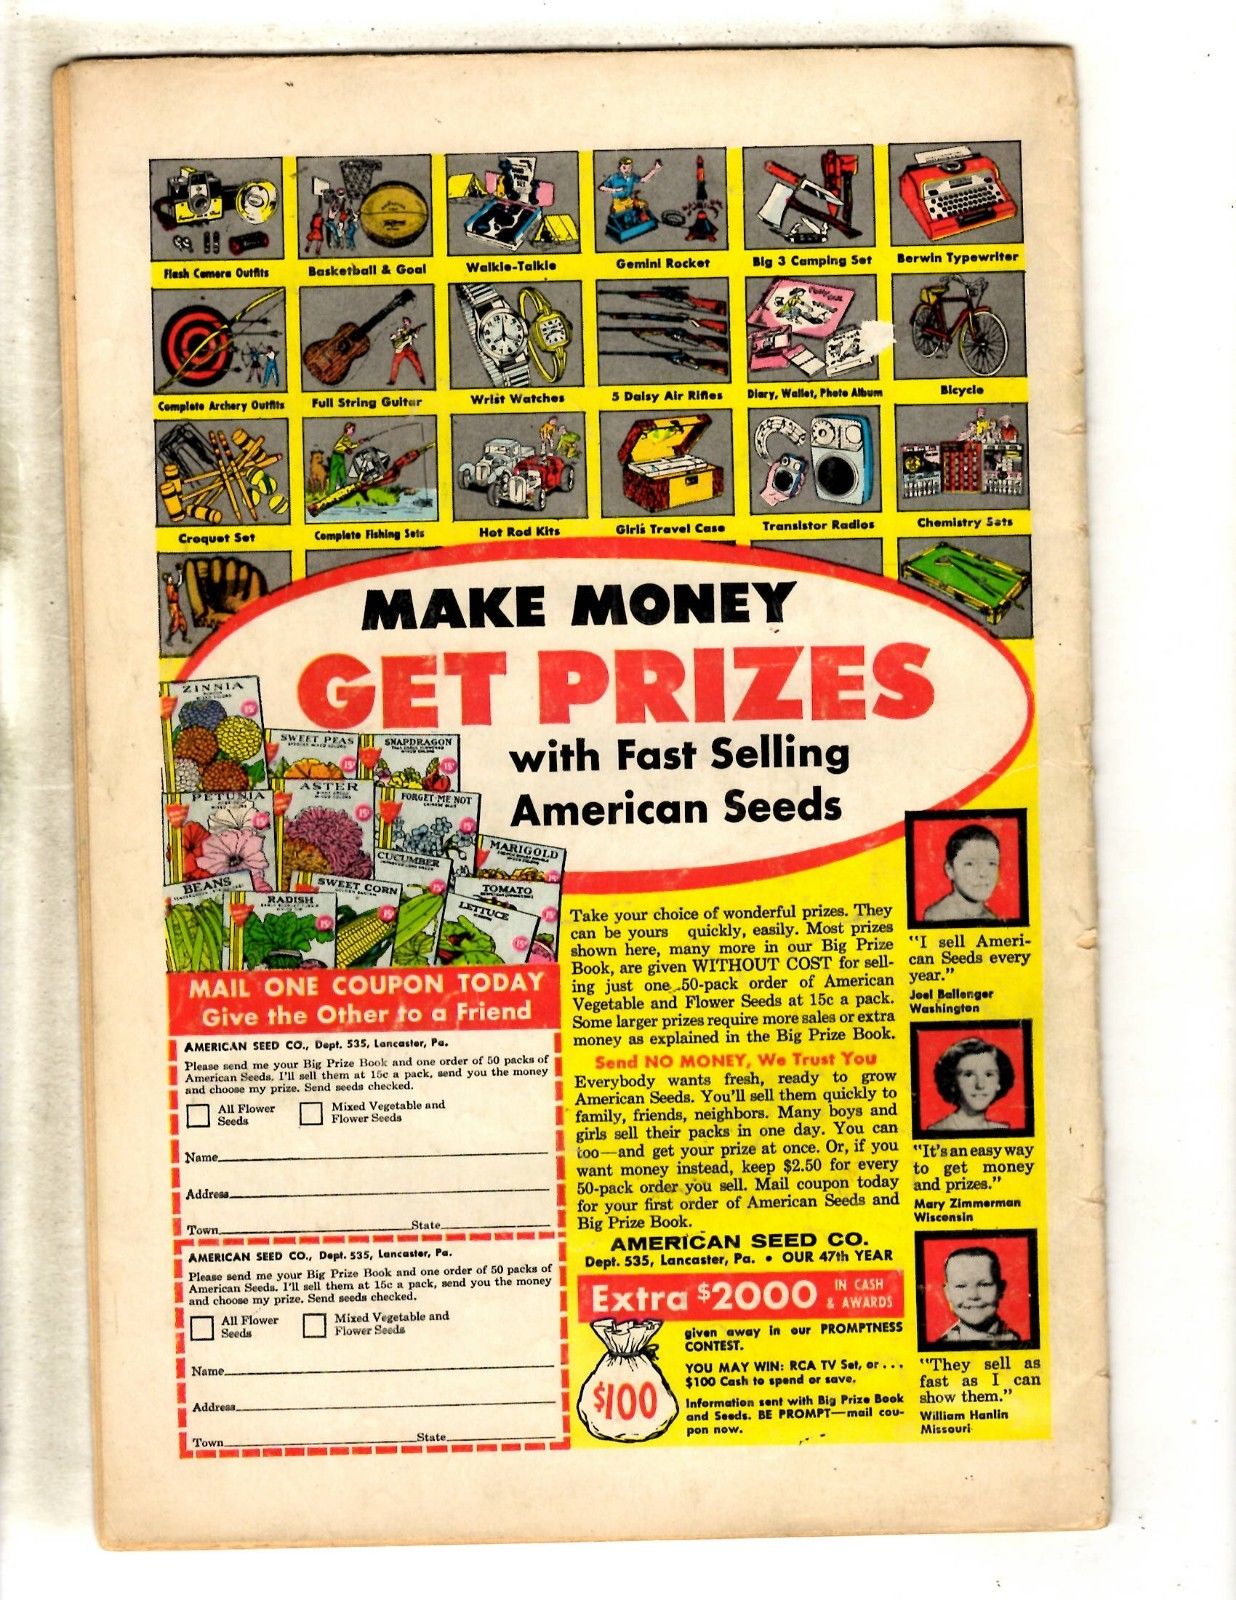 Flash Camera Outfits
Basketball & Goal
Walkie-Talkie
Gemini Rocket
Big 3 Camping Set
Berwin Typewriter
Complete Archery Outfits
Full String Guitar
Wrist Watches
5 Daisy Air Rifles
Diary, Wallet, Photo Album
Bicycle
Croquet Set
Complete Fishing Sets
Hot Rod Kits
Girl's Travel Case
Transistor Radios
Chemistry Sets
MAKE MONEY
GET PRIZES
with Fast Selling
American Seeds
ZINNIA
15¢
SWEET PEAS
15¢
SNAPDRAGON
15¢
PETUNIA
15¢
ASTER
15¢
FORGET-ME-NOT
15¢
CUCUMBER
15¢
MARIGOLD
15¢
BEANS
RADISH
15¢
SWEET CORN
15¢
TOMATO
15¢
LETTUCE
15¢
MAIL ONE COUPON TODAY
Give the Other to a Friend
AMERICAN SEED CO., Dept. 535, Lancaster, Pa.
Please send me your Big Prize Book and one order of 50 packs of
American Seeds. I'll sell them at 15c a pack, send you the money
and choose my prize. Send seeds checked.
All Flower
Seeds
Mixed Vegetable and
Flower Seeds
Name
Address
Town State
AMERICAN SEED CO., Dept. 535, Lancaster, Pa.
Please send me your Big Prize Book and one order of 50 packs of
American Seeds. I'll sell them at 15c a pack, send you the money
and choose my prize. Send seeds checked.
All Flower
Seeds
Mixed Vegetable and
Flower Seeds
Name
Address
Town State
Take your choice of wonderful prizes. They
can be yours quickly, easily. Most prizes
shown here, many more in our Big Prize
Book, are given WITHOUT COST for sell-
ing just one 50-pack order of American
Vegetable and Flower Seeds at 15c a pack.
Some larger prizes require more sales or extra
money as explained in the Big Prize Book.
Send NO MONEY, We Trust You
Everybody wants fresh, ready to grow
American Seeds. You'll sell them quickly to
family, friends, neighbors. Many boys and
girls sell their packs in one day. You can
too—and get your prize at once. Or, if you
want money instead, keep $2.50 for every
50-pack order you sell. Mail coupon today
for your first order of American Seeds and
Big Prize Book.
AMERICAN SEED CO.
Dept. 535, Lancaster, Pa. • OUR 47th YEAR
Extra $2000 IN CASH
& AWARDS
$100
given away in our PROMPTNESS
CONTEST.
YOU MAY WIN: RCA TV Set, or...
$100 Cash to spend or save.
Information sent with Big Prize Book
and Seeds. BE PROMPT—mail cou-
pon now.
"I sell Ameri-
can Seeds every
year."
Joel Ballenger
Washington
"It's an easy way
to get money
and prizes."
Mary Zimmerman
Wisconsin
"They sell as
fast as I can
show them."
William Hanlin
Missouri